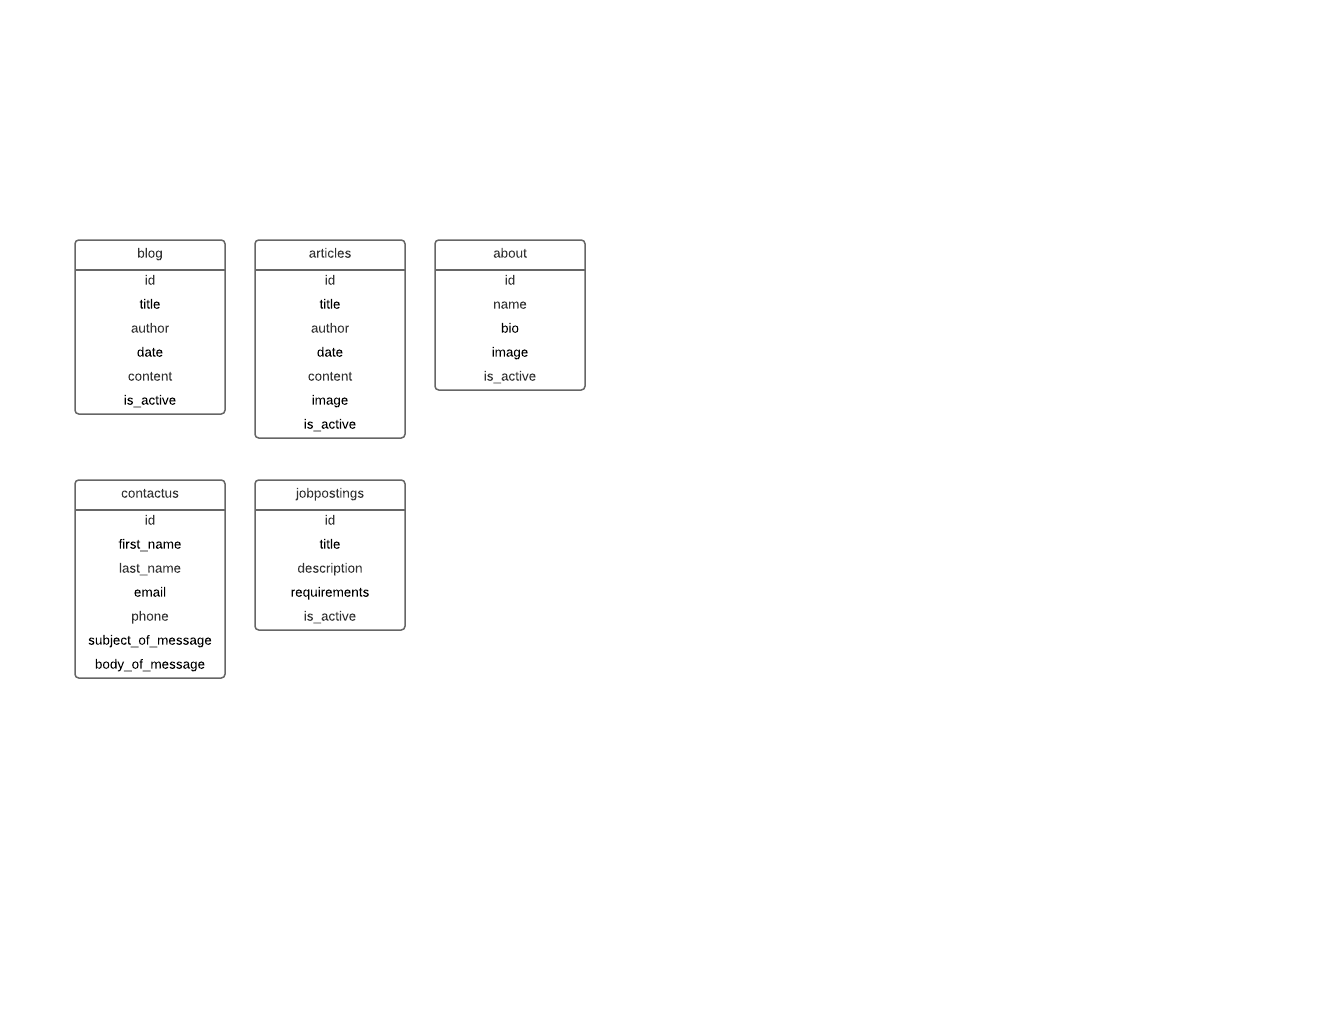 blog
id
title
author
date
content
is_active
articles
id
title
author
date
content
image
is_active
about
id
name
bio
image
is_active
contactus
id
first_name
last_name
email
phone
subject_of_message
body_of_message
jobpostings
id
title
description
requirements
is_active